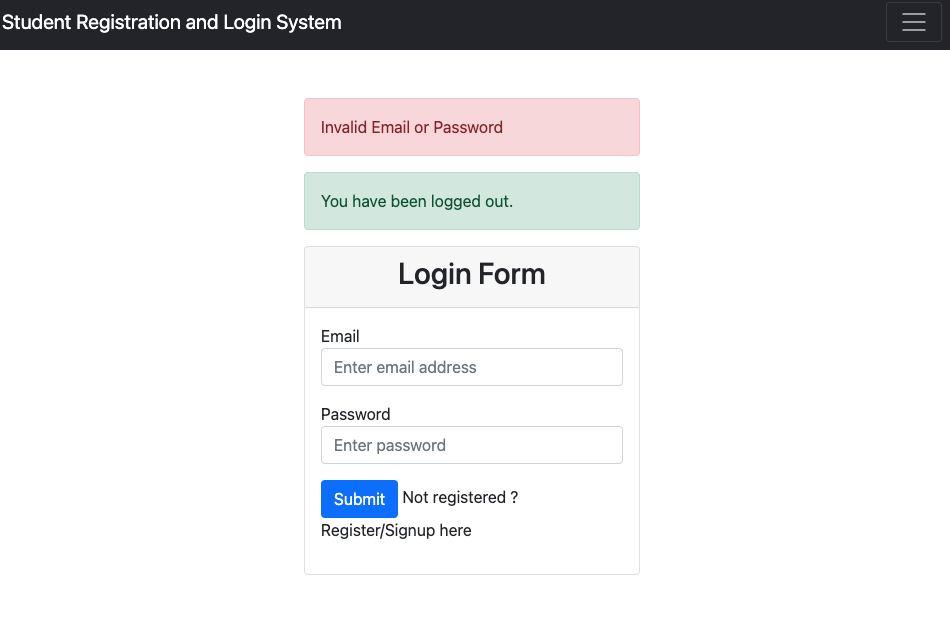 Student Registration and Login System
Invalid Email or Password
You have been logged out.
Login Form
Email
Enter email address
Password
Enter password
Submit Not registered ?
Register/Signup here